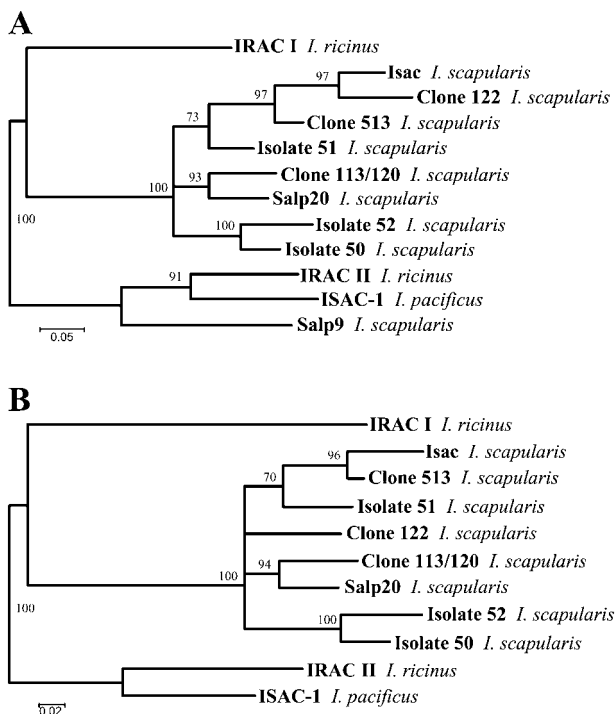 A
IRAC I I. ricinus
97 Isac I. scapularis
97 Clone 122 I. scapularis
73 Clone 513 I. scapularis
Isolate 51 I. scapularis
100 93 Clone 113/120 I. scapularis
Salp20 I. scapularis
100 100 Isolate 52 I. scapularis
Isolate 50 I. scapularis
91 IRAC II I. ricinus
ISAC-1 I. pacificus
0.05 Salp9 I. scapularis
B
IRAC I I. ricinus
96 Isac I. scapularis
70 Clone 513 I. scapularis
Isolate 51 I. scapularis
Clone 122 I. scapularis
100 94 Clone 113/120 I. scapularis
Salp20 I. scapularis
100 100 Isolate 52 I. scapularis
Isolate 50 I. scapularis
IRAC II I. ricinus
0.02 ISAC-1 I. pacificus